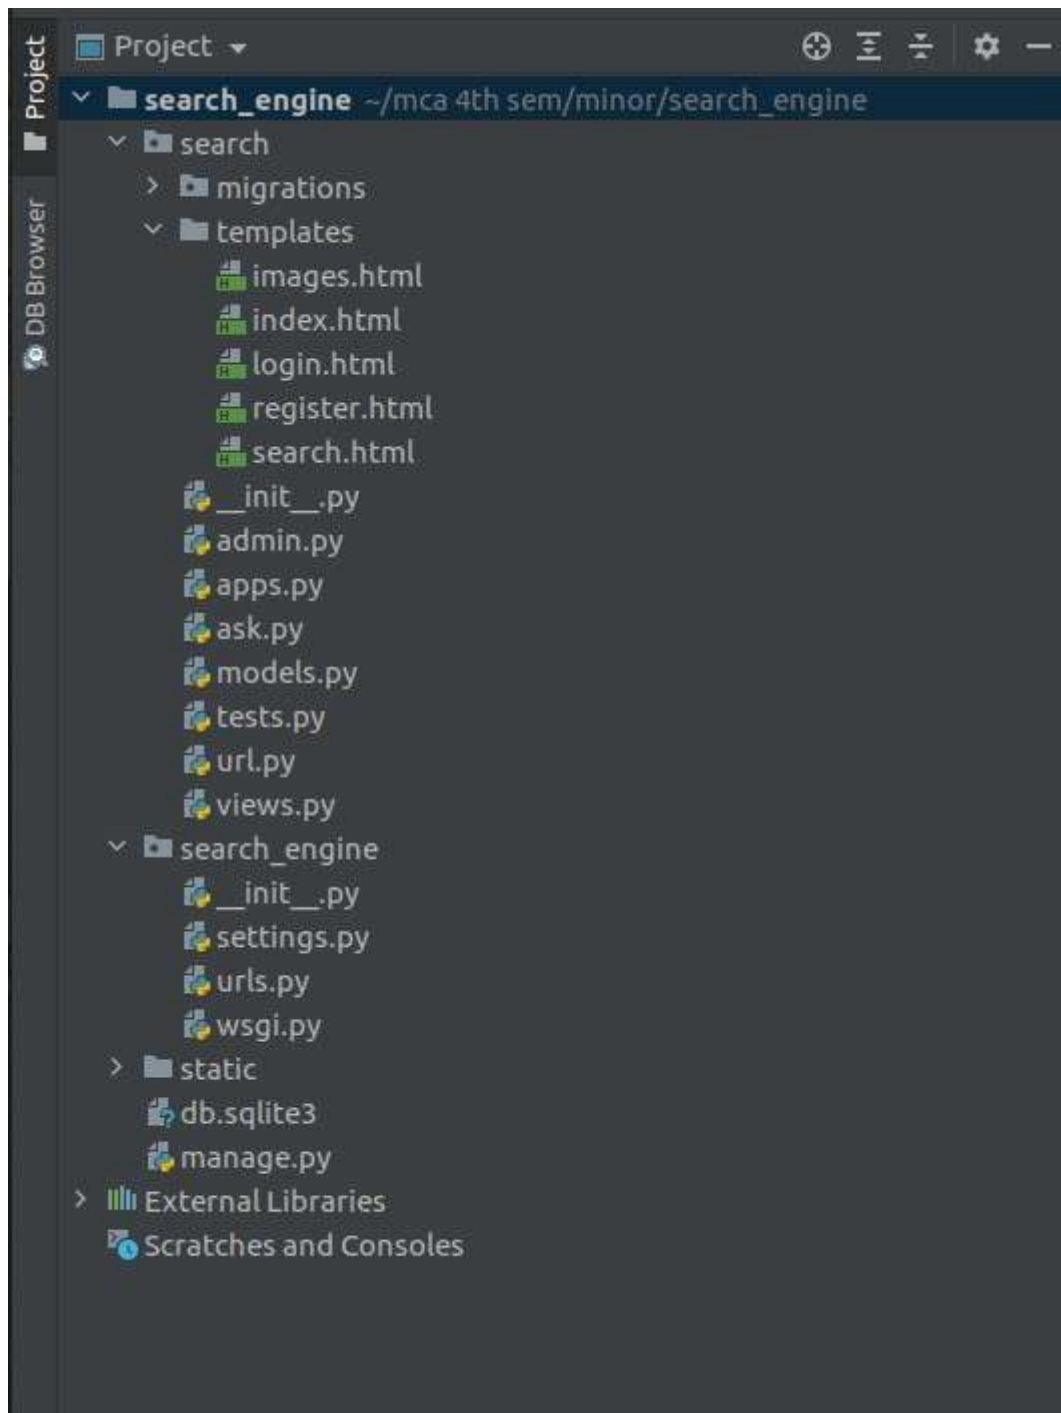 Project
Project
DB Browser
search_engine ~/mca 4th sem/minor/search_engine
search
migrations
templates
images.html
index.html
login.html
register.html
search.html
__init__.py
admin.py
apps.py
ask.py
models.py
tests.py
url.py
views.py
search_engine
__init__.py
settings.py
urls.py
wsgi.py
static
db.sqlite3
manage.py
External Libraries
Scratches and Consoles